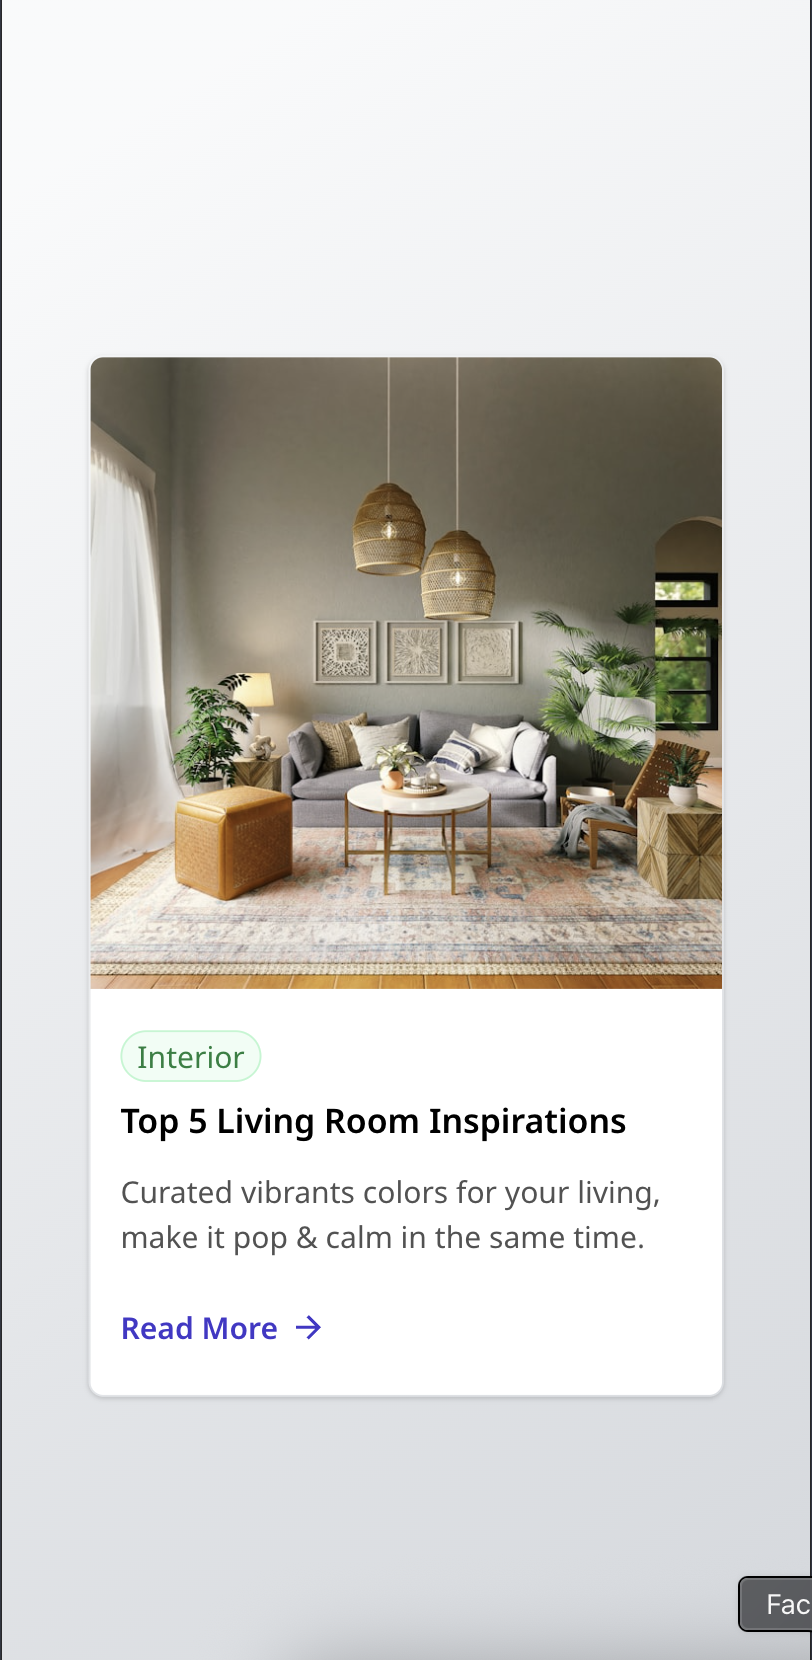 Interior
Top 5 Living Room Inspirations
Curated vibrants colors for your living,
make it pop & calm in the same time.
Read More
Fac